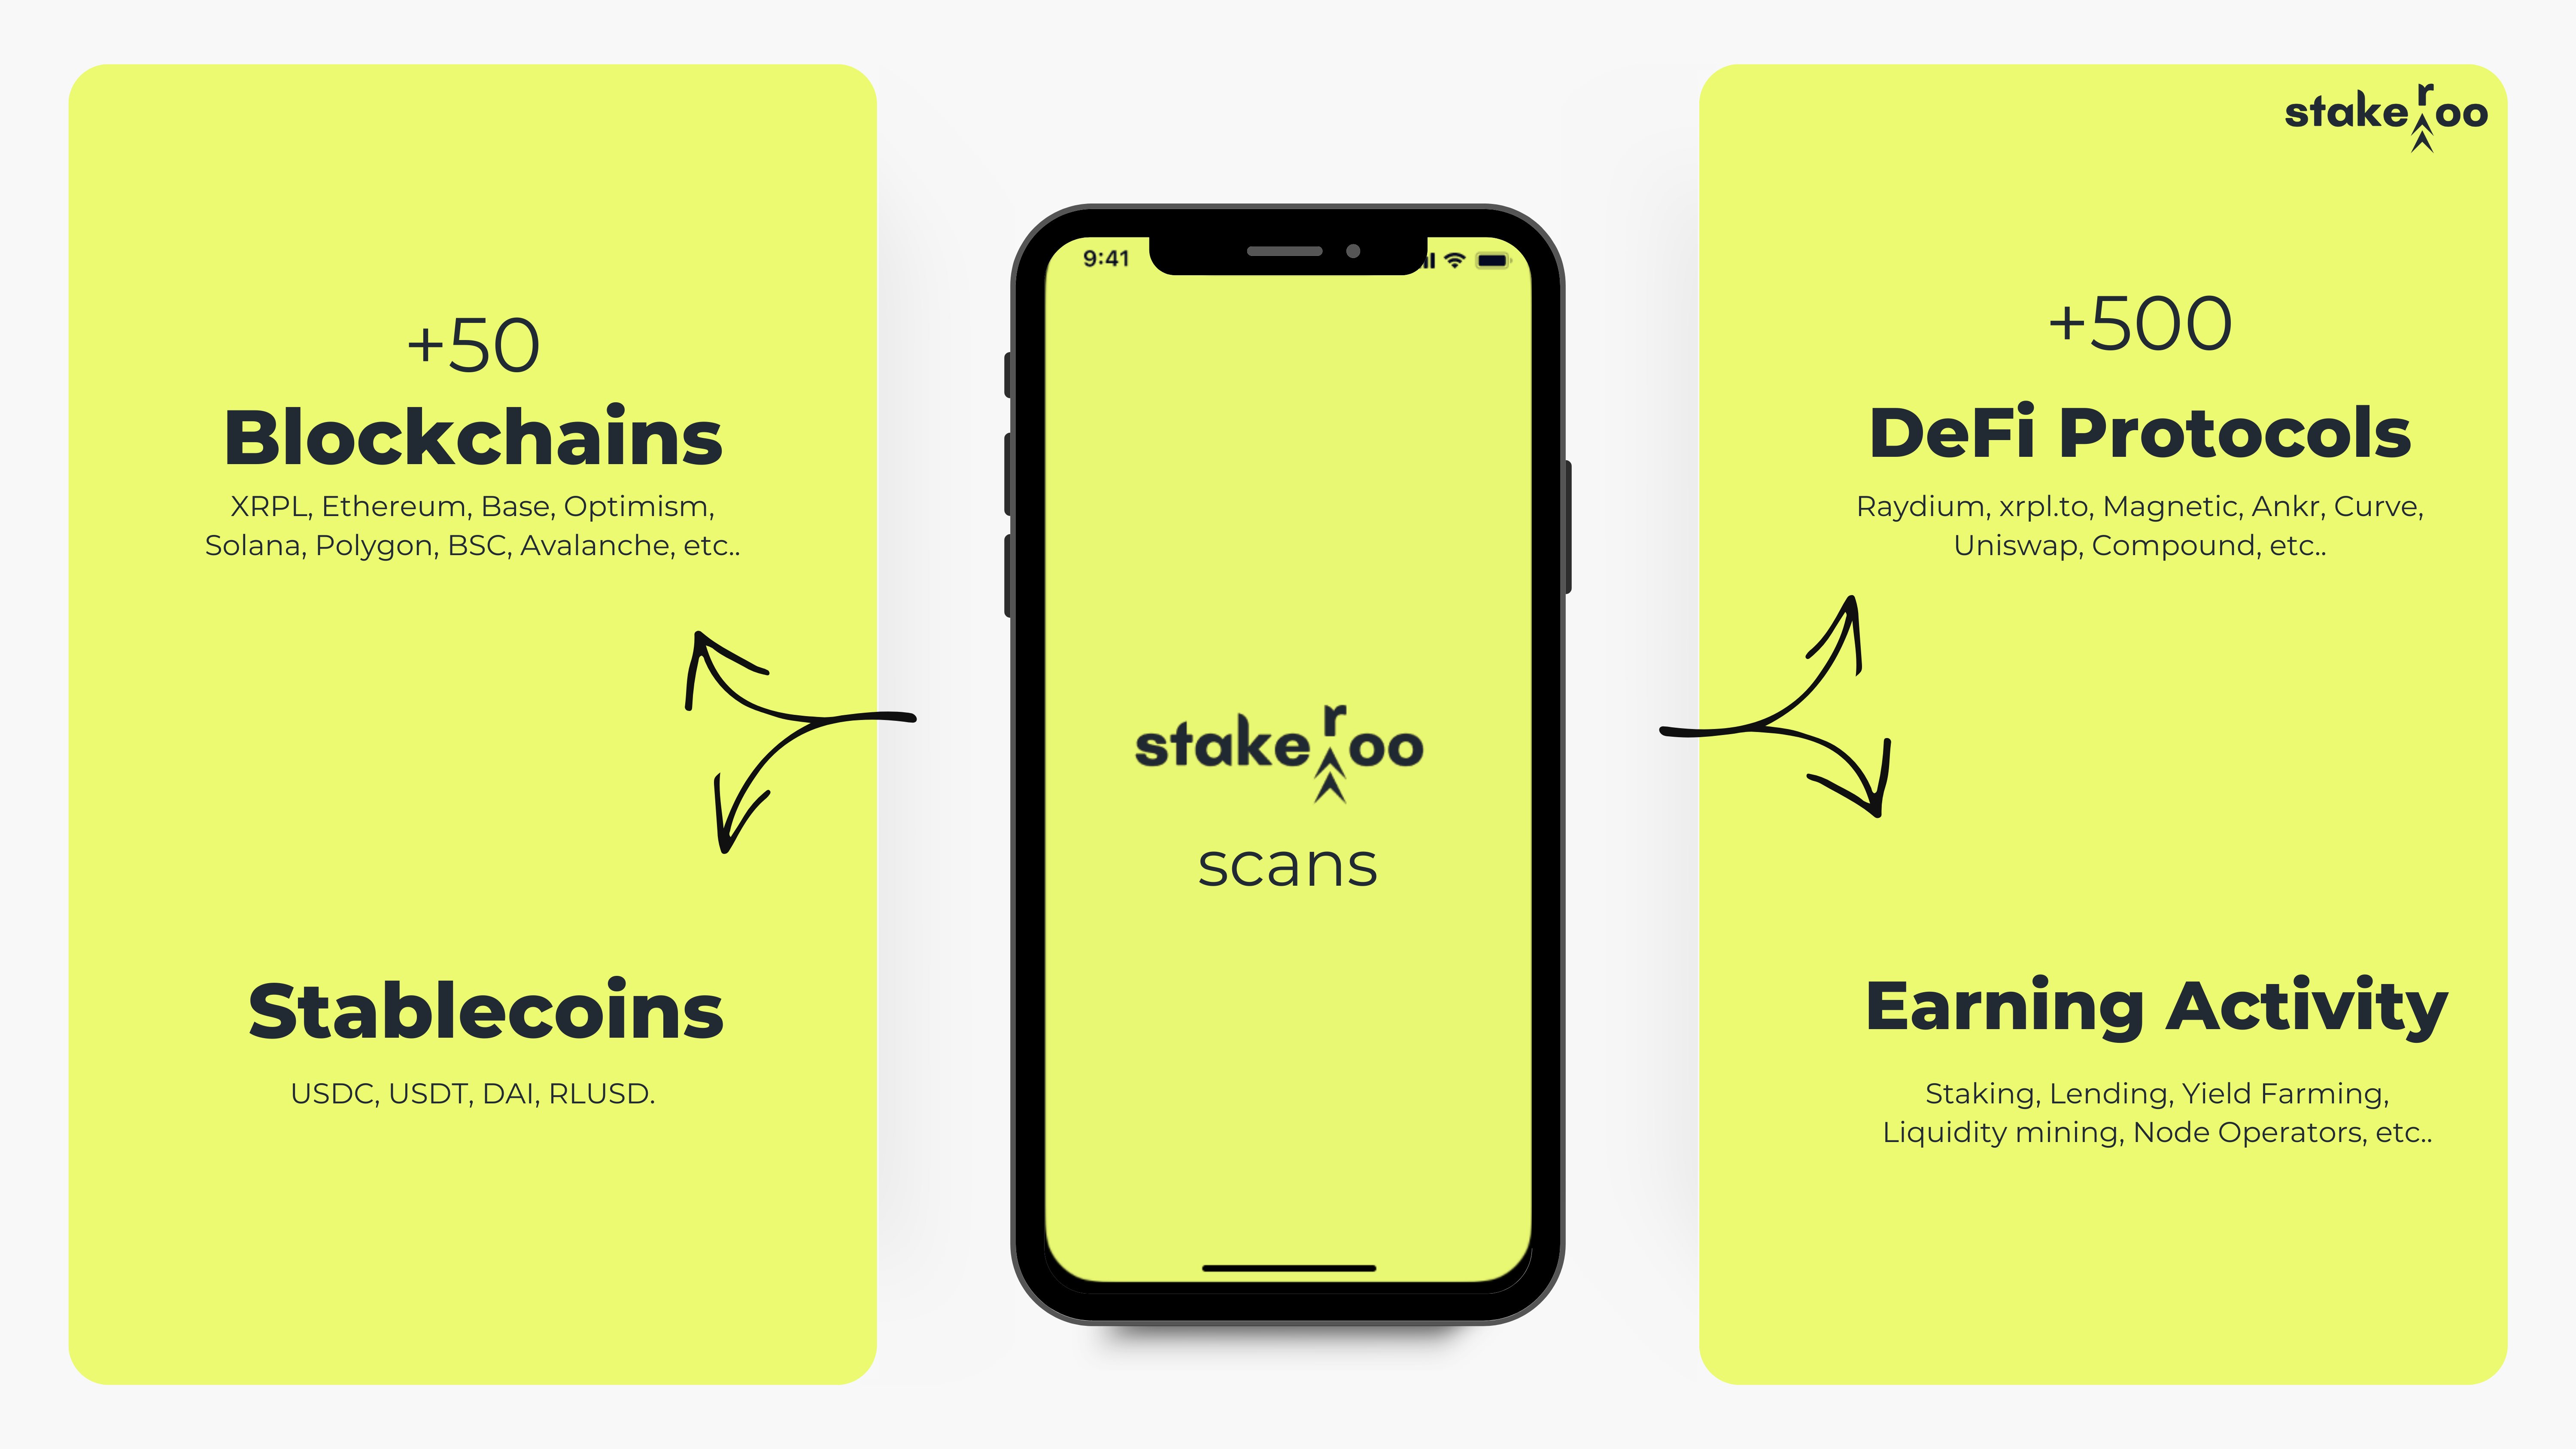 +50
Blockchains
XRPL, Ethereum, Base, Optimism,
Solana, Polygon, BSC, Avalanche, etc..
Stablecoins
USDC, USDT, DAI, RLUSD.
9:41
stakeroo
scans
stakeroo
+500
DeFi Protocols
Raydium, xrpl.to, Magnetic, Ankr, Curve,
Uniswap, Compound, etc..
Earning Activity
Staking, Lending, Yield Farming,
Liquidity mining, Node Operators, etc..